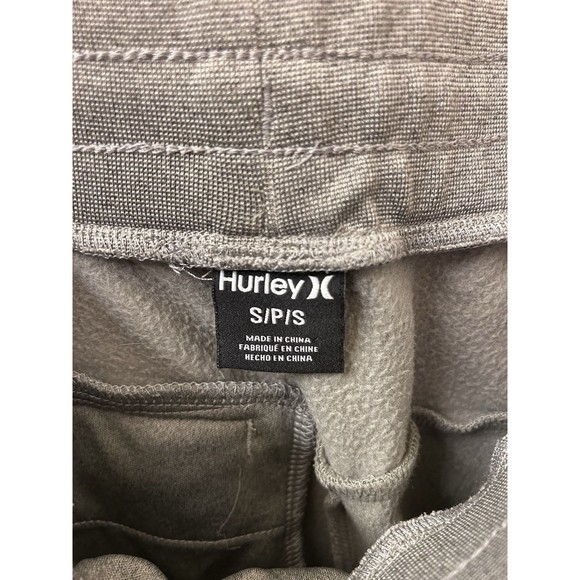 Hurley
S/P/S
MADE IN CHINA
FABRIQUÉ EN CHINE
HECHO EN CHINA